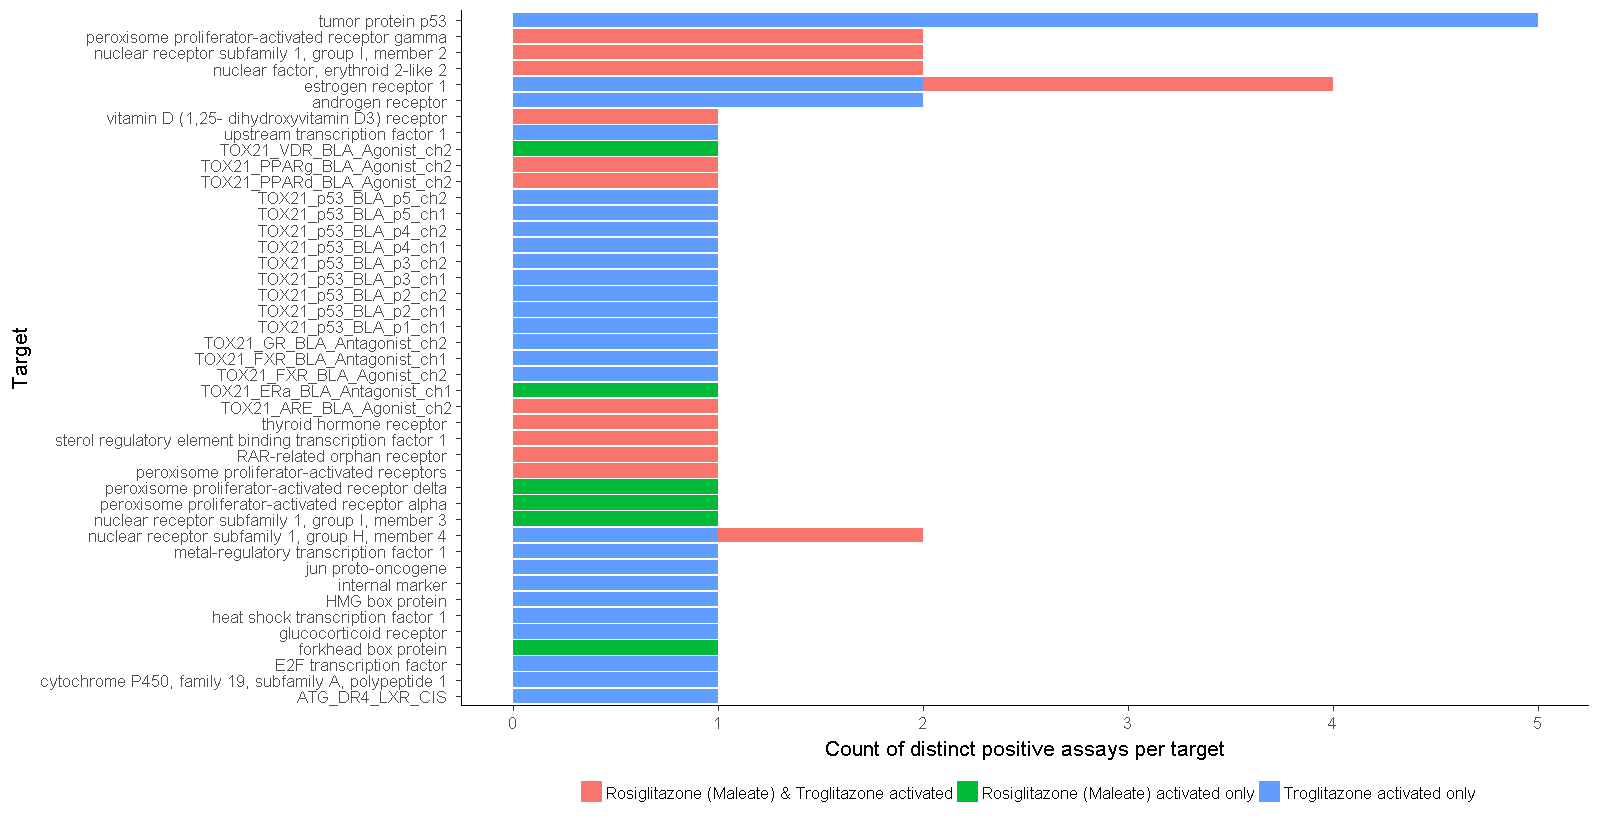 tumor protein p53
peroxisome proliferator-activated receptor gamma
nuclear receptor subfamily 1, group I, member 2
nuclear factor, erythroid 2-like 2
estrogen receptor 1
androgen receptor
vitamin D (1,25- dihydroxyvitamin D3) receptor
upstream transcription factor 1
TOX21_VDR_BLA_Agonist_ch2
TOX21_PPARg_BLA_Agonist_ch2
TOX21_PPARd_BLA_Agonist_ch2
TOX21_p53_BLA_p5_ch2
TOX21_p53_BLA_p5_ch1
TOX21_p53_BLA_p4_ch2
TOX21_p53_BLA_p4_ch1
TOX21_p53_BLA_p3_ch2
TOX21_p53_BLA_p3_ch1
TOX21_p53_BLA_p2_ch2
TOX21_p53_BLA_p2_ch1
TOX21_p53_BLA_p1_ch1
TOX21_GR_BLA_Antagonist_ch2
TOX21_FXR_BLA_Antagonist_ch1
TOX21_FXR_BLA_Agonist_ch2
TOX21_ERa_BLA_Antagonist_ch1
TOX21_ARE_BLA_Agonist_ch2
thyroid hormone receptor
sterol regulatory element binding transcription factor 1
RAR-related orphan receptor
peroxisome proliferator-activated receptors
peroxisome proliferator-activated receptor delta
peroxisome proliferator-activated receptor alpha
nuclear receptor subfamily 1, group I, member 3
nuclear receptor subfamily 1, group H, member 4
metal-regulatory transcription factor 1
jun proto-oncogene
internal marker
HMG box protein
heat shock transcription factor 1
glucocorticoid receptor
forkhead box protein
E2F transcription factor
cytochrome P450, family 19, subfamily A, polypeptide 1
ATG_DR4_LXR_CIS
Target
0 1 2 3 4 5
Count of distinct positive assays per target
Rosiglitazone (Maleate) & Troglitazone activated Rosiglitazone (Maleate) activated only Troglitazone activated only